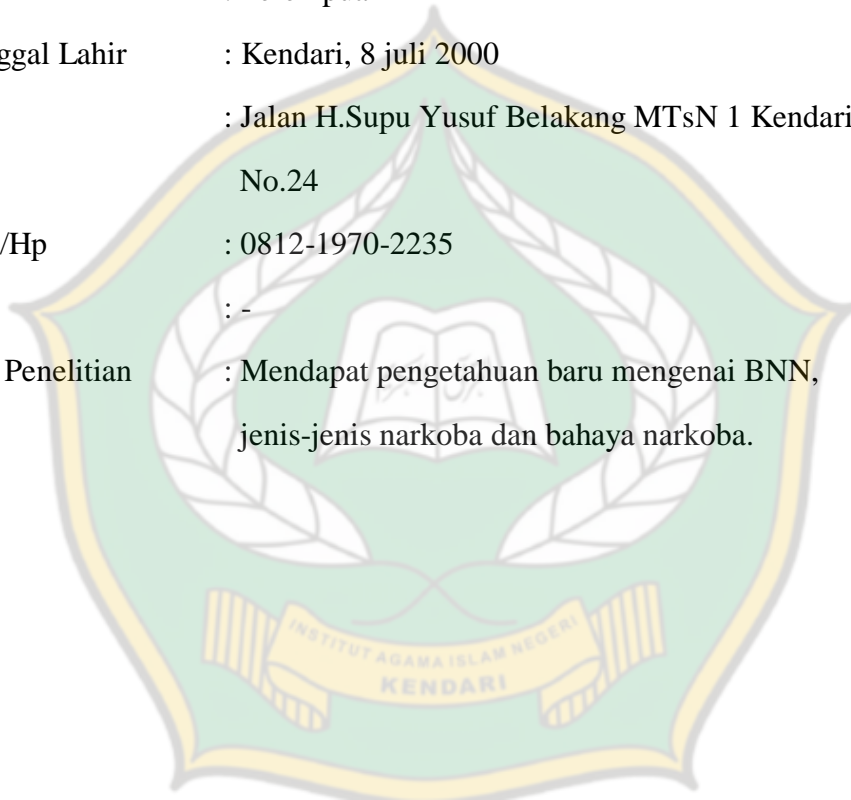 ggal Lahir : Kendari, 8 juli 2000
: Jalan H.Supu Yusuf Belakang MTsN 1 Kendari
No.24
/Hp : 0812-1970-2235
: -
Penelitian : Mendapat pengetahuan baru mengenai BNN,
jenis-jenis narkoba dan bahaya narkoba.
INSTITUT AGAMA ISLAM NEGERI
KENDARI